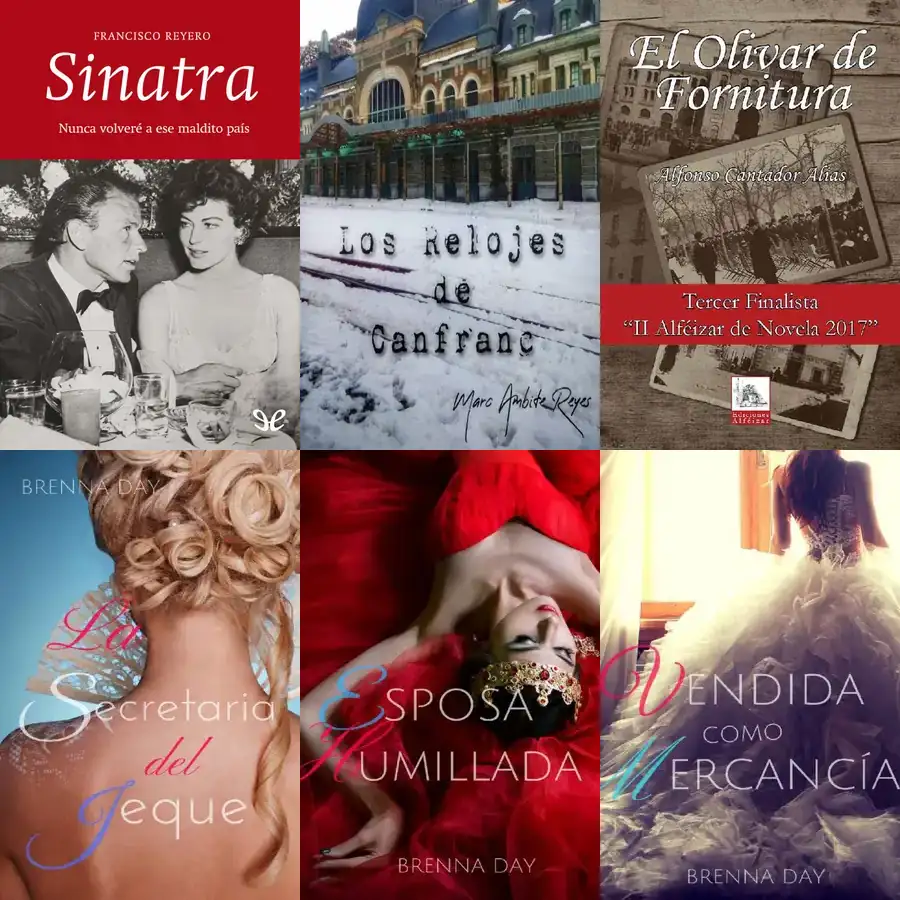 FRANCISCO REYERO
Sinatra
Nunca volveré a ese maldito país
Los Relojes
de
Canfranc
Marc Ambite Reyes
El Olivar de
Fornitura
Alfonso Cantador Alías
Tercer Finalista
“II Alféizar de Novela 2017”
Ediciones
Alféizar
BRENNA DAY
La
Secretaria
del
Jeque
ESPOSA
HUMILLADA
BRENNA DAY
VENDIDA
COMO
MERCANCÍA
BRENNA DAY